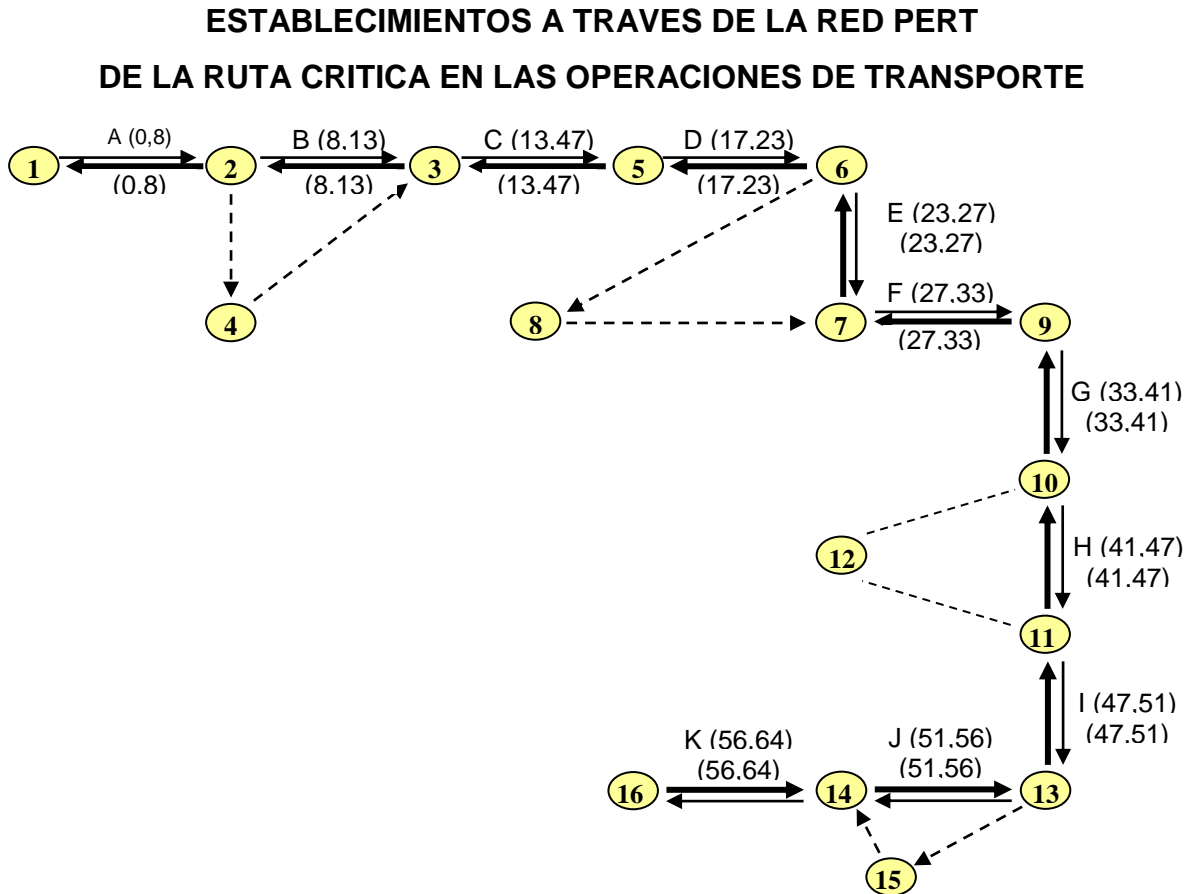 ESTABLECIMIENTOS A TRAVES DE LA RED PERT
DE LA RUTA CRITICA EN LAS OPERACIONES DE TRANSPORTE
A (0,8)
B (8,13)
C (13,47)
D (17,23)
1
2
3
5
6
(0,8)
(8,13)
(13,47)
(17,23)
E (23,27)
(23,27)
F (27,33)
4
8
7
9
(27,33)
G (33,41)
(33,41)
10
12
H (41,47)
(41,47)
11
I (47,51)
(47,51)
K (56,64)
J (51,56)
(56,64)
(51,56)
16
14
13
15